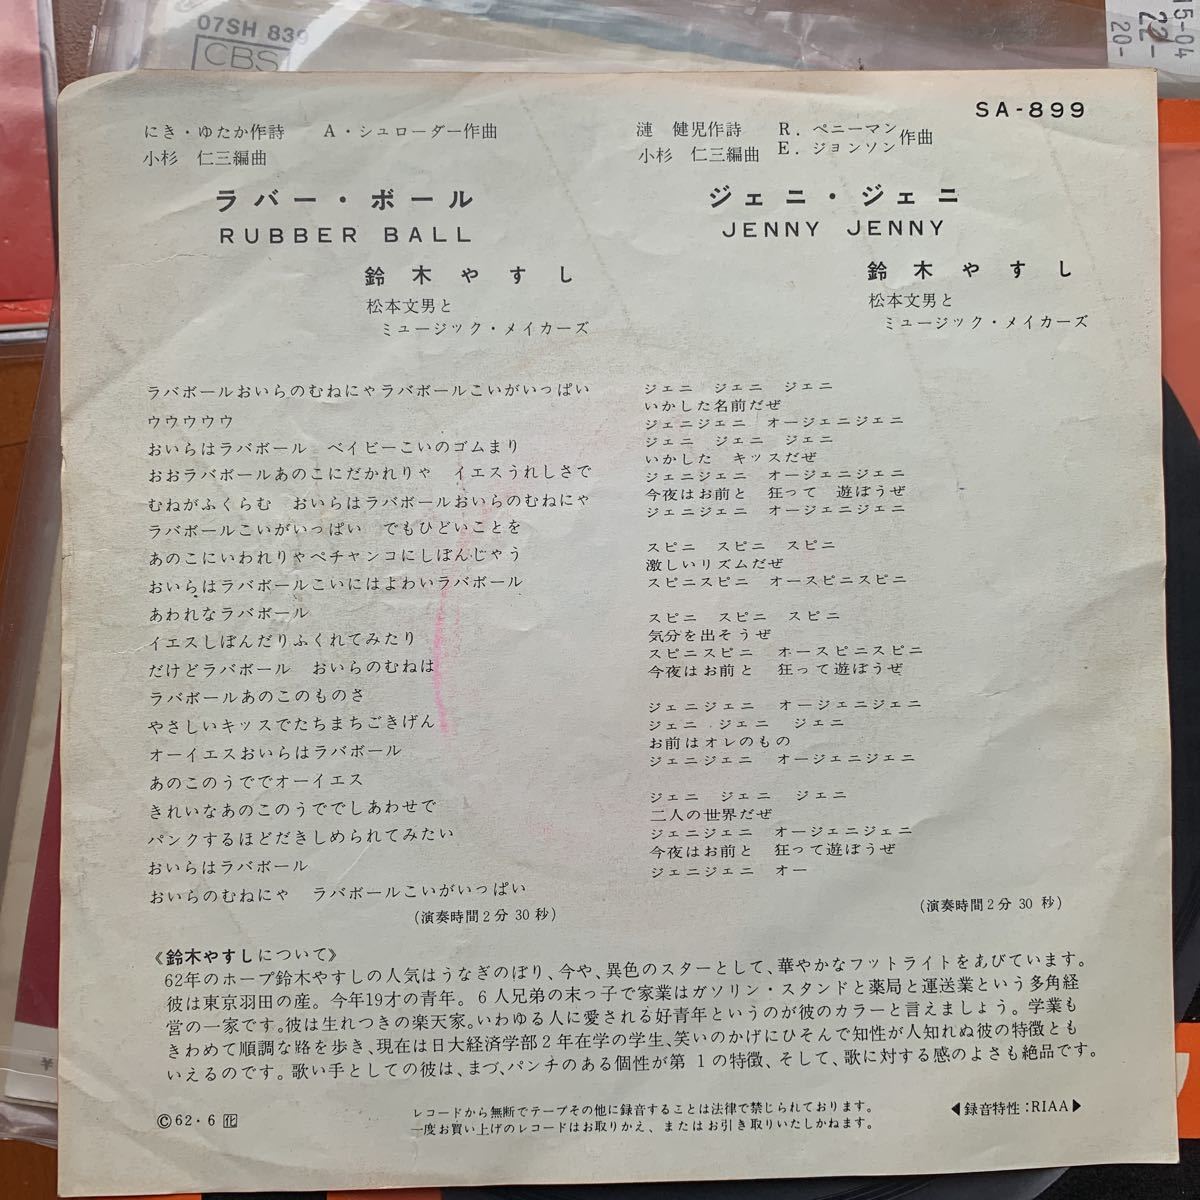 07SH 839
CBS
15-04
22-
20-
SA-899
にき・ゆたか作詩 A・シュローダー作曲
小杉 仁三編曲
ラバー・ボール
RUBBER BALL
鈴木やすし
松本文男と
ミュージック・メイカーズ
ラバボールおいらのむねにゃラバボールこいがいっぱい
ウウウウウ
おいらはラバボール ベイビーこいのゴムまり
おおラバボールあのこにだかれりゃ イエスうれしさで
むねがふくらむ おいらはラバボールおいらのむねにゃ
ラバボールこいがいっぱい でもひどいことを
あのこにいわれりゃペチャンコにしぼんじゃう
おいらはラバボールこいにはよわいラバボール
あわれなラバボール
イエスしぼんだりふくれてみたり
だけどラバボール おいらのむねは
ラバボールあのこのものさ
やさしいキッスでたちまちごきげん
オーイエスおいらはラバボール
あのこのうででオーイエス
きれいなあのこのうででしあわせで
パンクするほどだきしめられてみたい
おいらはラバボール
おいらのむねにゃ ラバボールこいがいっぱい
(演奏時間2分30秒)
漣 健児作詩 R.ペニーマン
小杉 仁三編曲 E.ジョンソン作曲
ジェニ・ジェニ
JENNY JENNY
鈴木やすし
松本文男と
ミュージック・メイカーズ
ジェニ ジェニ ジェニ
いかした名前だぜ
ジェニジェニ オージェニジェニ
ジェニ ジェニ ジェニ
いかした キッスだぜ
ジェニジェニ オージェニジェニ
今夜はお前と 狂って 遊ぼうぜ
ジェニジェニ オージェニジェニ
スピニ スピニ スピニ
激しいリズムだぜ
スピニスピニ オースピニスピニ
スピニ スピニ スピニ
気分を出そうぜ
スピニスピニ オースピニスピニ
今夜はお前と 狂って遊ぼうぜ
ジェニジェニ オージェニジェニ
ジェニ ジェニ ジェニ
お前はオレのもの
ジェニジェニ オージェニジェニ
ジェニ ジェニ ジェニ
二人の世界だぜ
ジェニジェニ オージェニジェニ
今夜はお前と 狂って遊ぼうぜ
ジェニジェニ オー
(演奏時間2分30秒)
《鈴木やすしについて》
62年のホープ鈴木やすしの人気はうなぎのぼり、今や、異色のスターとして、華やかなフットライトをあびています。
彼は東京羽田の産。今年19才の青年。6人兄弟の末っ子で家業はガソリン・スタンドと薬局と運送業という多角経
営の一家です。彼は生れつきの楽天家。いわゆる人に愛される好青年というのが彼のカラーと言えましょう。学業も
きわめて順調な路を歩き、現在は日大経済学部2年在学の学生、笑いのかげにひそんで知性が人知れぬ彼の特徴とも
いえるのです。歌い手としての彼は、まづ、パンチのある個性が第1の特徴、そして、歌に対する感のよさも絶品です。
©62・6 化
レコードから無断でテープその他に録音することは法律で禁じられております。
一度お買い上げのレコードはお取りかえ、またはお引き取りいたしかねます。
◀録音特性:RIAA▶
¥